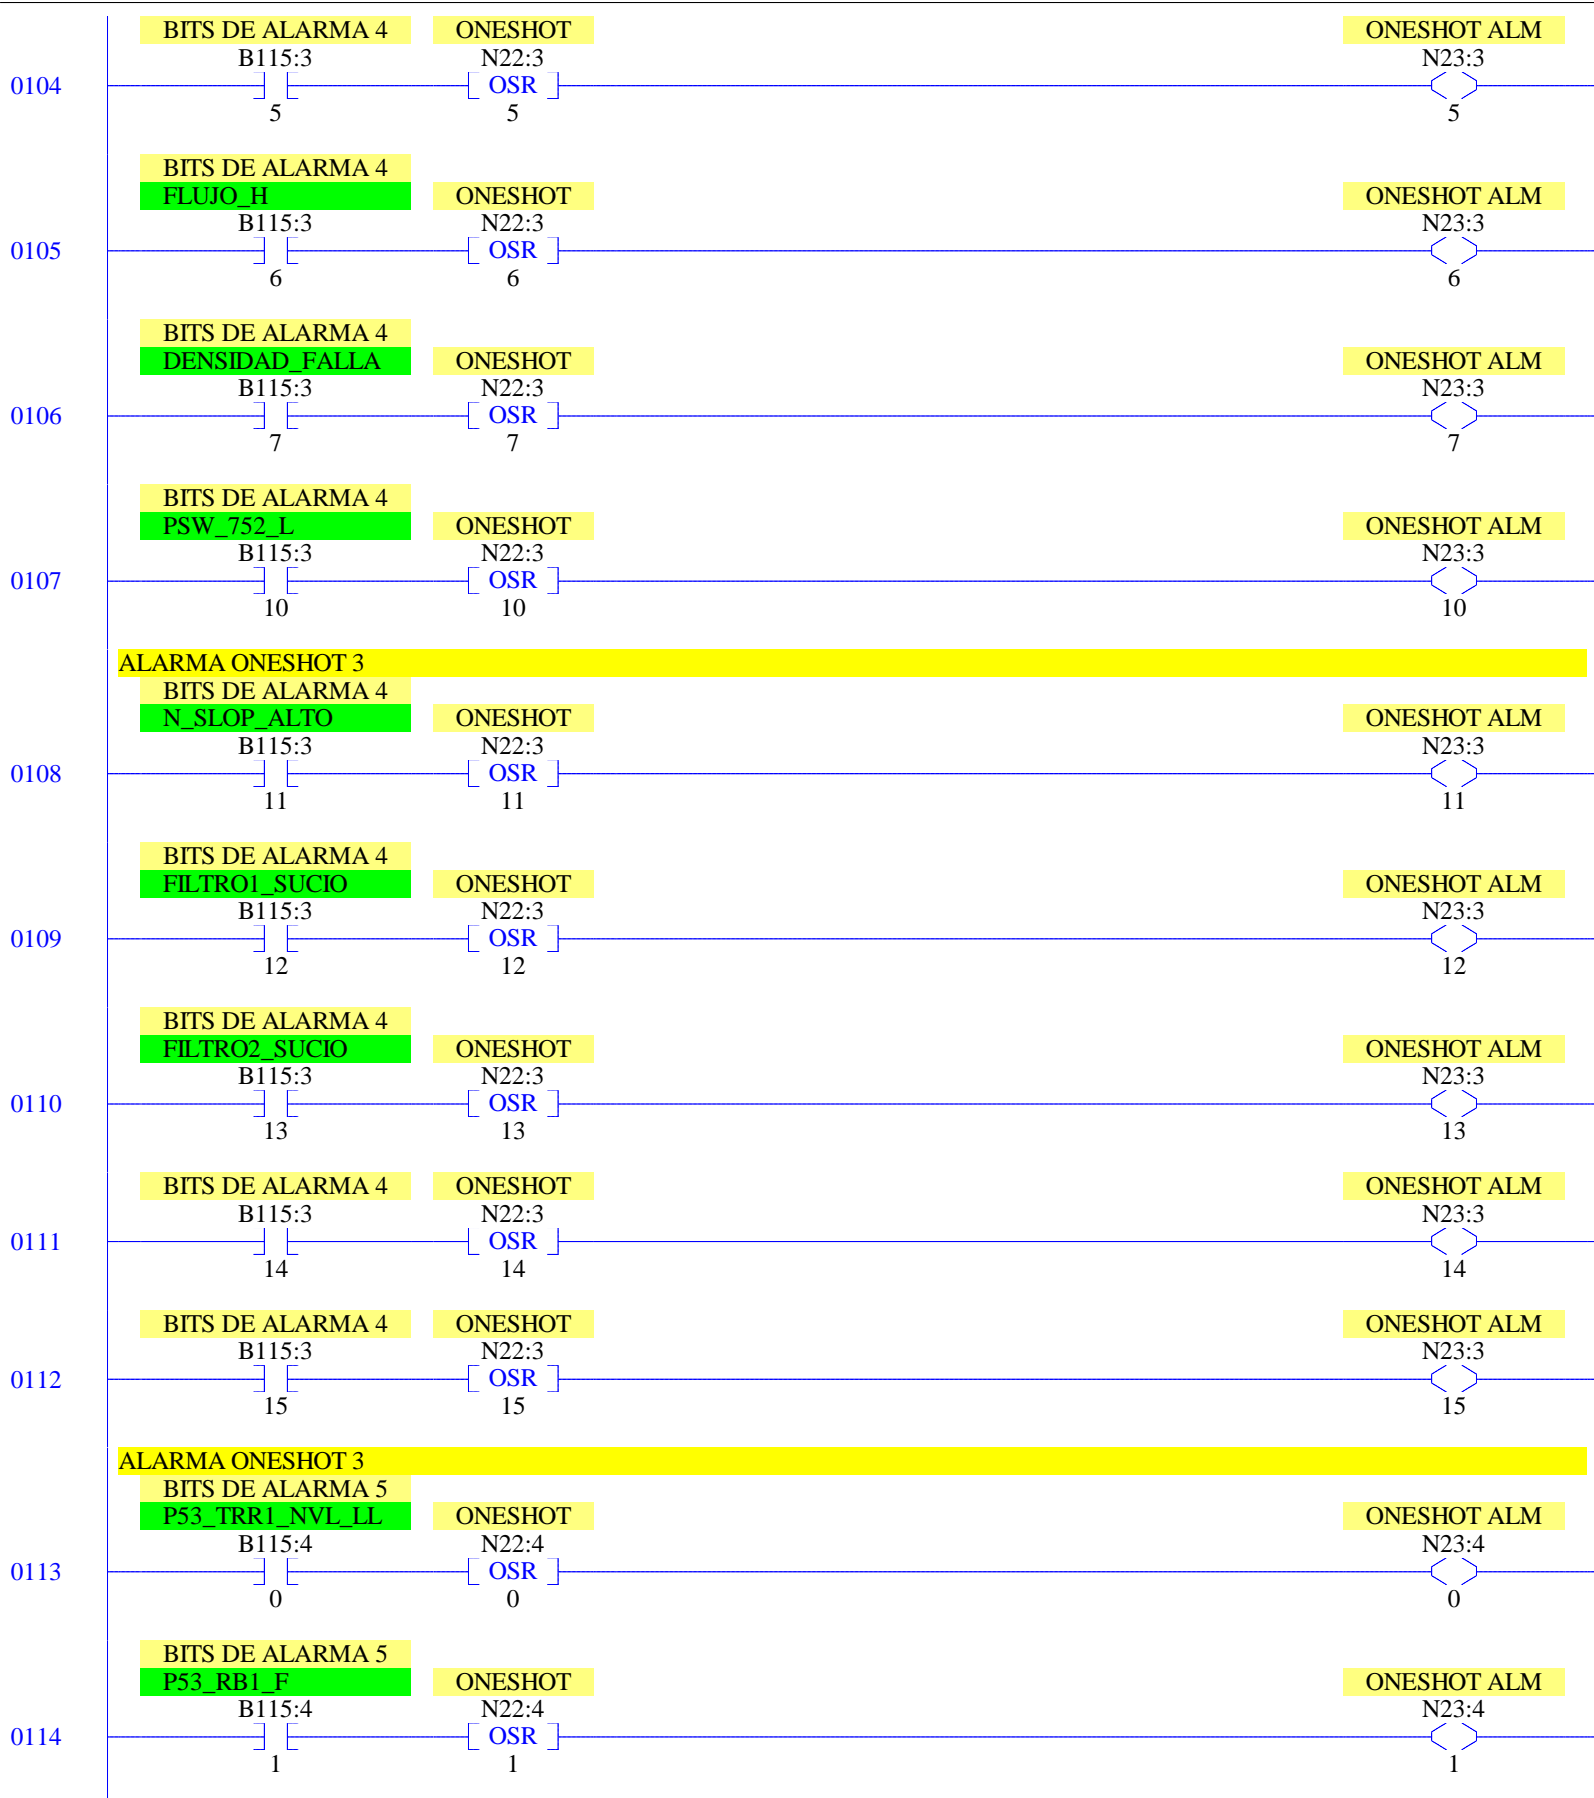 BITS DE ALARMA 4 ONESHOT ONESHOT ALM
B115:3 N22:3 N23:3
0104 OSR
5 5 5
BITS DE ALARMA 4
FLUJO_H ONESHOT ONESHOT ALM
B115:3 N22:3 N23:3
0105 OSR
6 6 6
BITS DE ALARMA 4
DENSIDAD_FALLA ONESHOT ONESHOT ALM
B115:3 N22:3 N23:3
0106 OSR
7 7 7
BITS DE ALARMA 4
PSW_752_L ONESHOT ONESHOT ALM
B115:3 N22:3 N23:3
0107 OSR
10 10 10
ALARMA ONESHOT 3
BITS DE ALARMA 4
N_SLOP_ALTO ONESHOT ONESHOT ALM
B115:3 N22:3 N23:3
0108 OSR
11 11 11
BITS DE ALARMA 4
FILTRO1_SUCIO ONESHOT ONESHOT ALM
B115:3 N22:3 N23:3
0109 OSR
12 12 12
BITS DE ALARMA 4
FILTRO2_SUCIO ONESHOT ONESHOT ALM
B115:3 N22:3 N23:3
0110 OSR
13 13 13
BITS DE ALARMA 4 ONESHOT ONESHOT ALM
B115:3 N22:3 N23:3
0111 OSR
14 14 14
BITS DE ALARMA 4 ONESHOT ONESHOT ALM
B115:3 N22:3 N23:3
0112 OSR
15 15 15
ALARMA ONESHOT 3
BITS DE ALARMA 5
P53_TRR1_NVL_LL ONESHOT ONESHOT ALM
B115:4 N22:4 N23:4
0113 OSR
0 0 0
BITS DE ALARMA 5
P53_RB1_F ONESHOT ONESHOT ALM
B115:4 N22:4 N23:4
0114 OSR
1 1 1